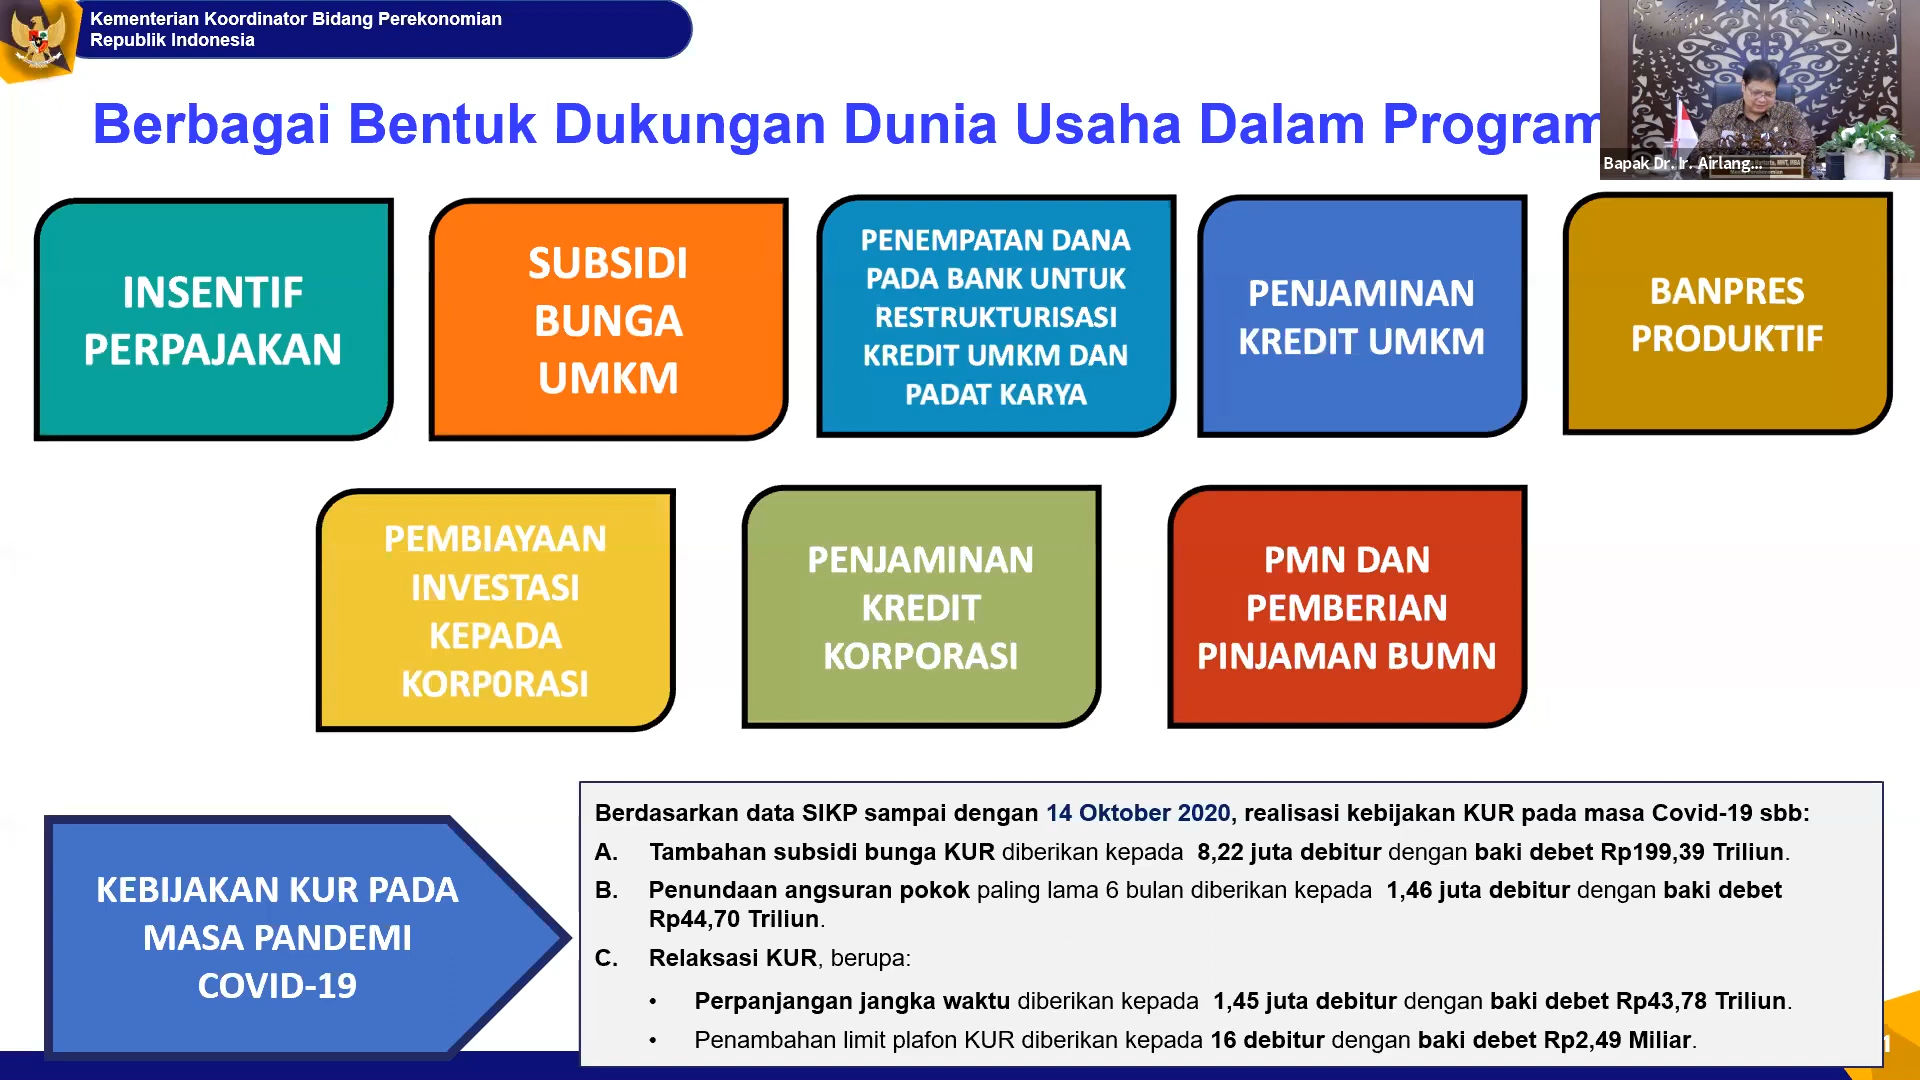 Kementerian Koordinator Bidang Perekonomian
Republik Indonesia
Berbagai Bentuk Dukungan Dunia Usaha Dalam Program
Bapak Dr. Ir. Airlang...
INSENTIF
PERPAJAKAN
SUBSIDI
BUNGA
UMKM
PENEMPATAN DANA
PADA BANK UNTUK
RESTRUKTURISASI
KREDIT UMKM DAN
PADAT KARYA
PENJAMINAN
KREDIT UMKM
BANPRES
PRODUKTIF
PEMBIAYAAN
INVESTASI
KEPADA
KORP0RASI
PENJAMINAN
KREDIT
KORPORASI
PMN DAN
PEMBERIAN
PINJAMAN BUMN
KEBIJAKAN KUR PADA
MASA PANDEMI
COVID-19
Berdasarkan data SIKP sampai dengan 14 Oktober 2020, realisasi kebijakan KUR pada masa Covid-19 sbb:
A. Tambahan subsidi bunga KUR diberikan kepada 8,22 juta debitur dengan baki debet Rp199,39 Triliun.
B. Penundaan angsuran pokok paling lama 6 bulan diberikan kepada 1,46 juta debitur dengan baki debet
Rp44,70 Triliun.
C. Relaksasi KUR, berupa:
• Perpanjangan jangka waktu diberikan kepada 1,45 juta debitur dengan baki debet Rp43,78 Triliun.
• Penambahan limit plafon KUR diberikan kepada 16 debitur dengan baki debet Rp2,49 Miliar.